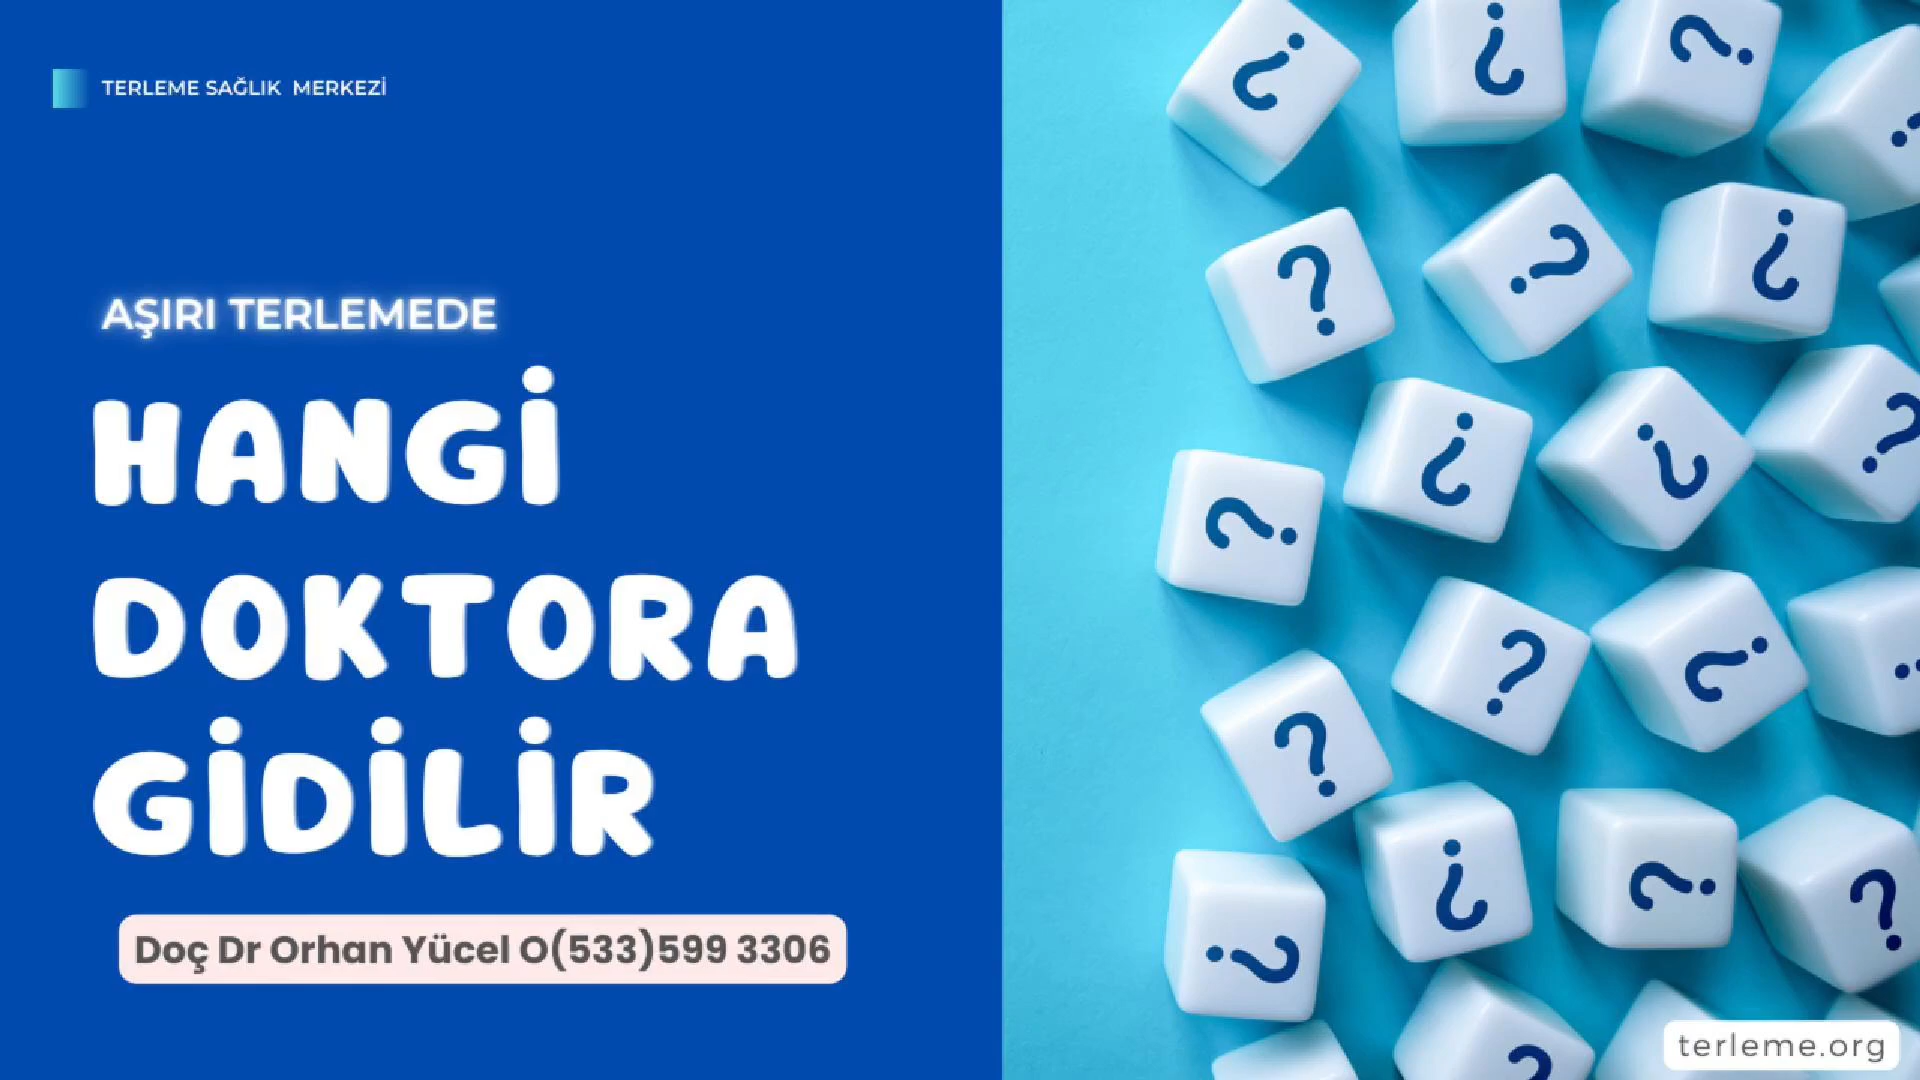 TERLEME SAĞLIK MERKEZİ
AŞIRI TERLEMEDE
HANGİ
DOKTORA
GİDİLİR
Doç Dr Orhan Yücel O(533)599 3306
terleme.org